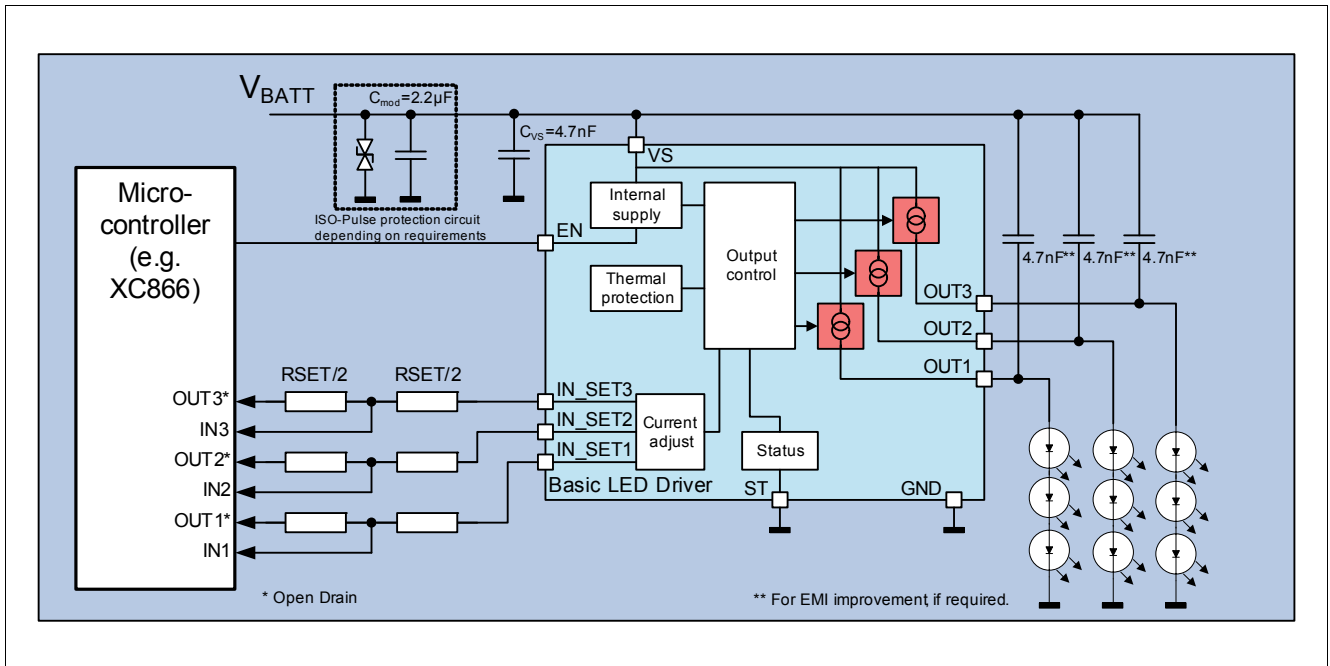 VBATT
Cmod=2.2µF
CVS=4.7nF
VS
Micro-
controller
(e.g.
XC866)
ISO-Pulse protection circuit
depending on requirements
EN
Internal
supply
Thermal
protection
Output
control
4.7nF**
4.7nF**
4.7nF**
OUT3
OUT2
OUT1
RSET/2
RSET/2
OUT3*
IN3
OUT2*
IN2
OUT1*
IN1
IN_SET3
IN_SET2
IN_SET1
Current
adjust
Status
Basic LED Driver
ST
GND
* Open Drain
** For EMI improvement, if required.